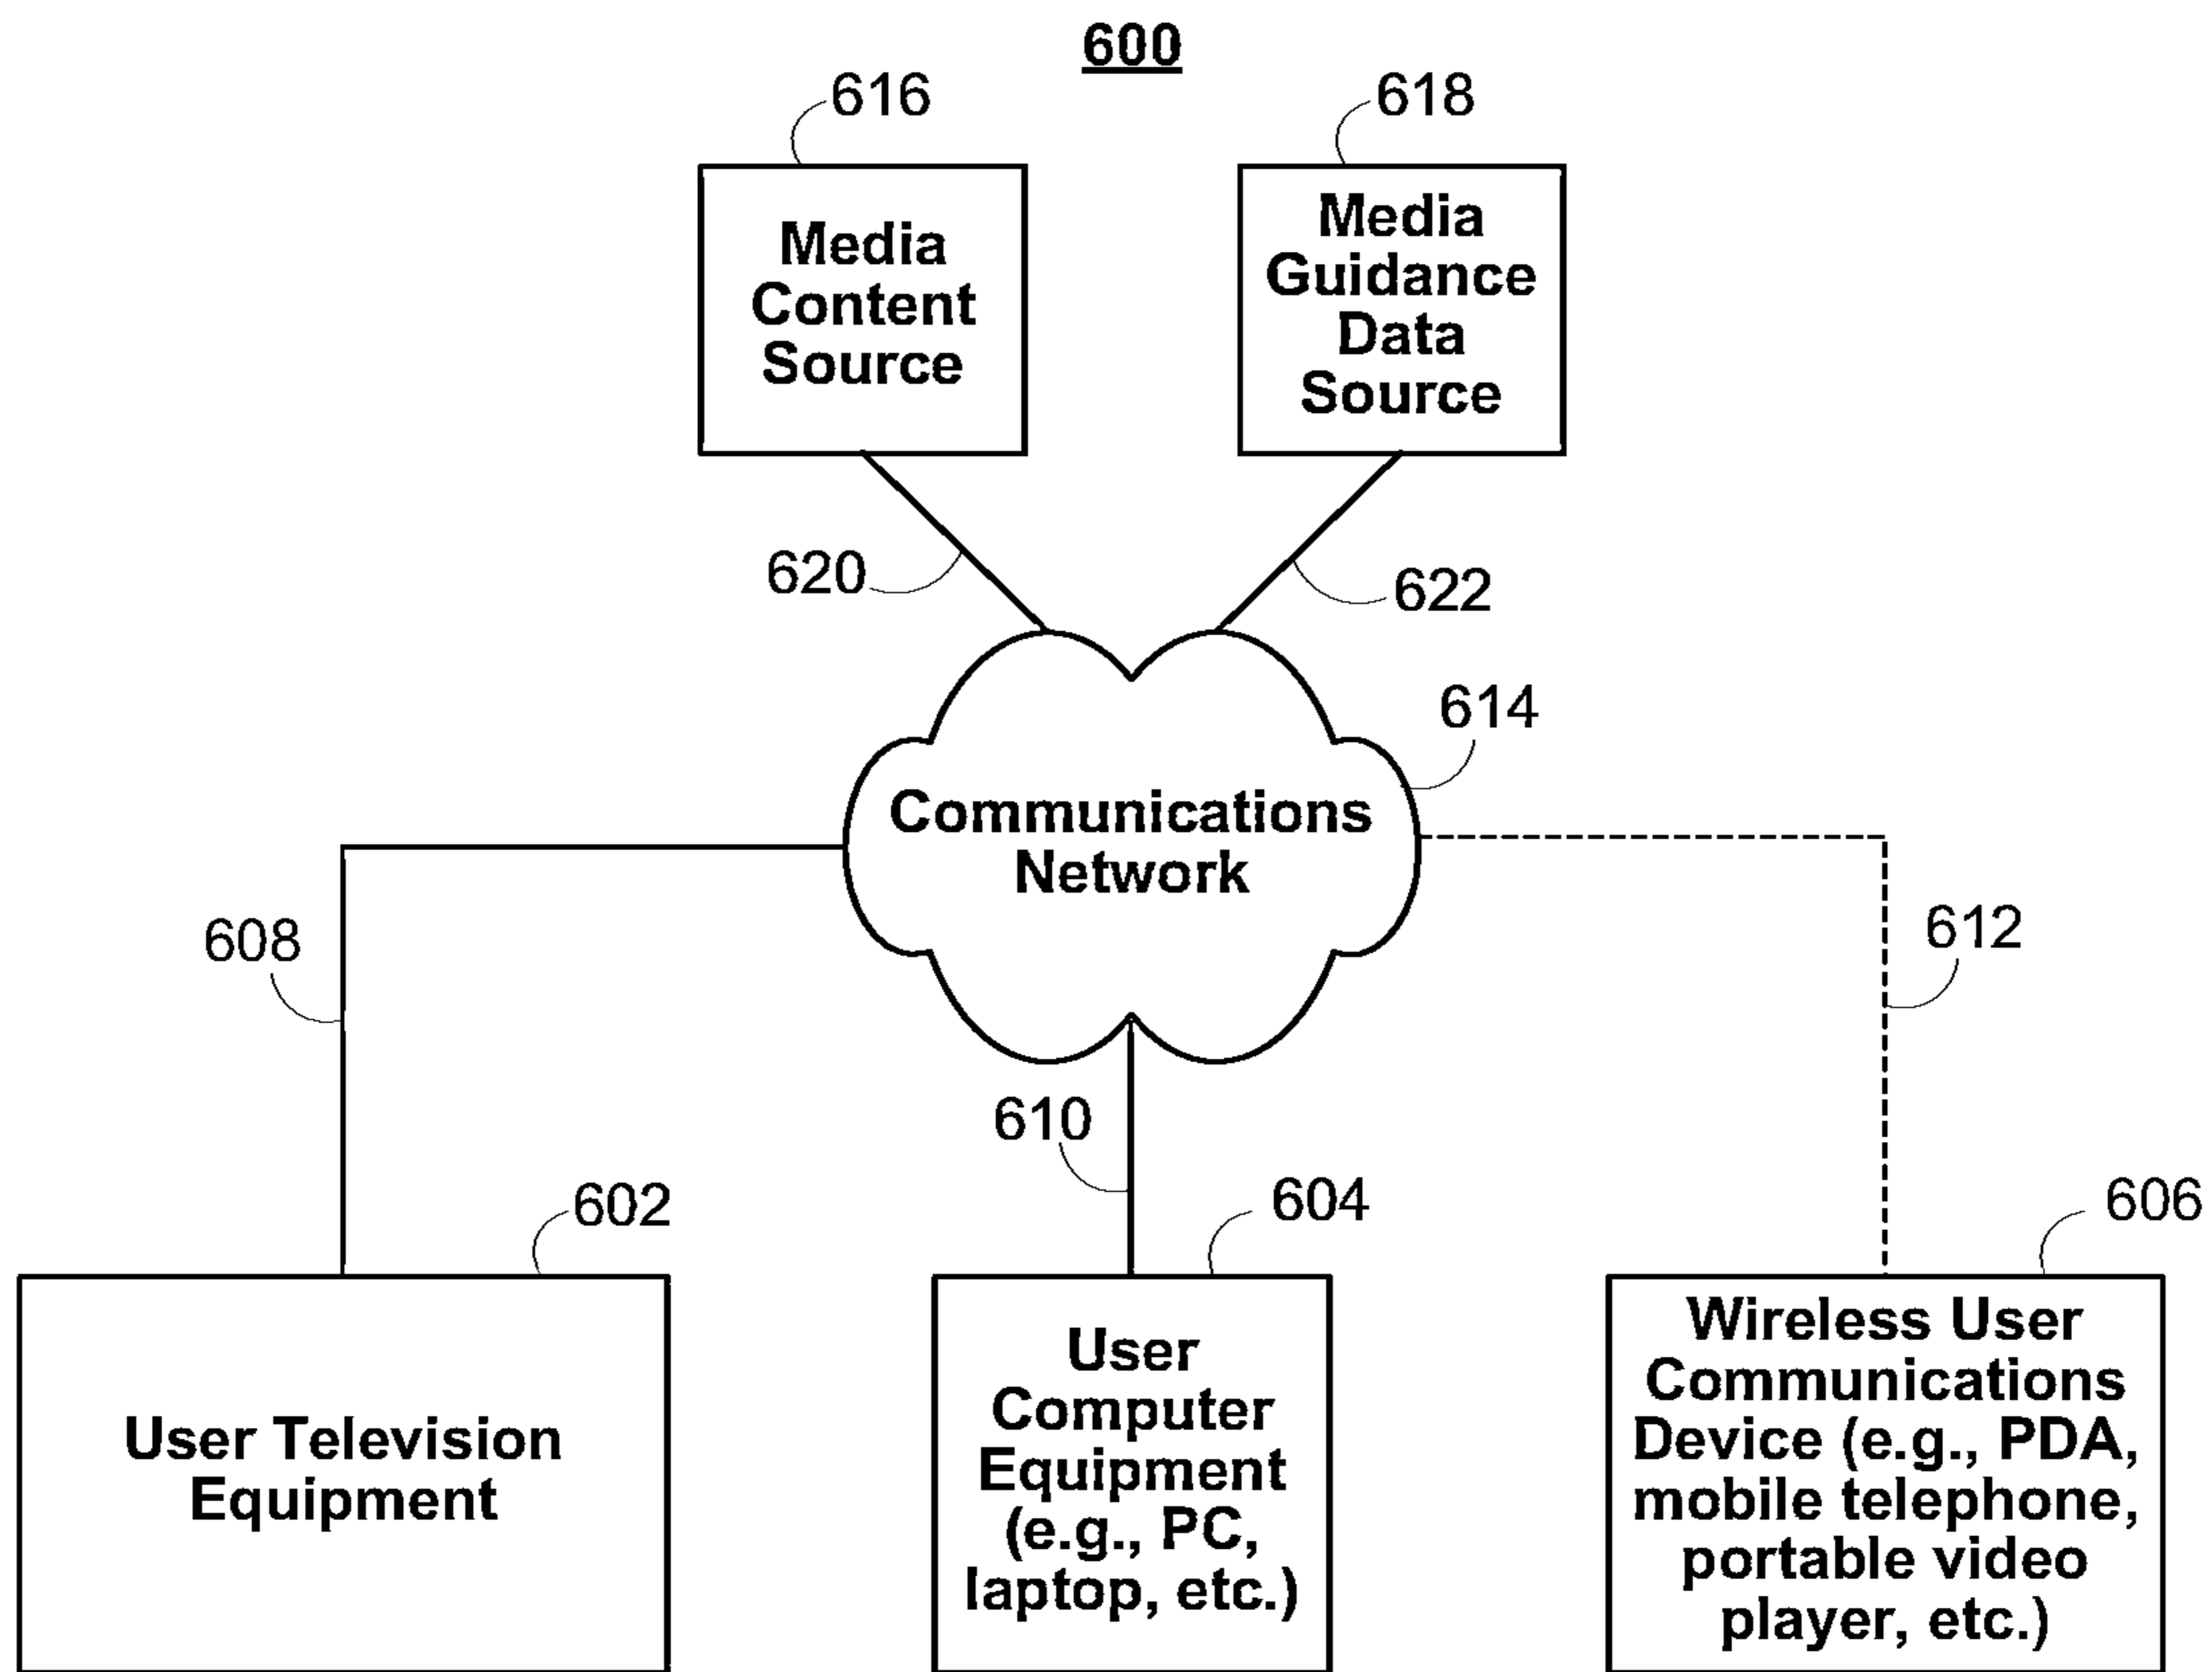 600
616
618
Media
Content
Source
Media
Guidance
Data
Source
620
622
614
Communications
Network
608
612
610
602
604
606
User Television
Equipment
User
Computer
Equipment
(e.g., PC,
laptop, etc.)
Wireless User
Communications
Device (e.g., PDA,
mobile telephone,
portable video
player, etc.)